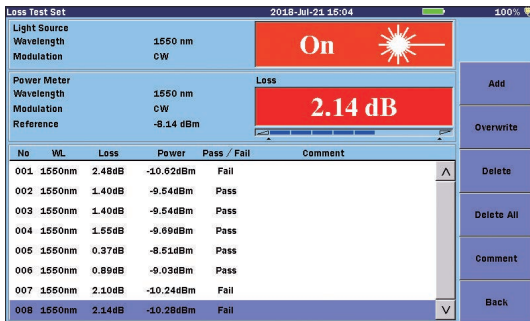 Loss Test Set 2018-Jul-21 15:04 100%
Light Source
Wavelength 1550 nm
Modulation CW
On
Power Meter
Wavelength 1550 nm
Modulation CW
Reference -8.14 dBm
Loss
2.14 dB
No WL Loss Power Pass / Fail Comment
001 1550nm 2.48dB -10.62dBm Fail
002 1550nm 1.40dB -9.54dBm Pass
003 1550nm 1.40dB -9.54dBm Pass
004 1550nm 1.55dB -9.69dBm Pass
005 1550nm 0.37dB -8.51dBm Pass
006 1550nm 0.89dB -9.03dBm Pass
007 1550nm 2.10dB -10.24dBm Fail
008 1550nm 2.14dB -10.28dBm Fail
Add
Overwrite
Delete
Delete All
Comment
Back